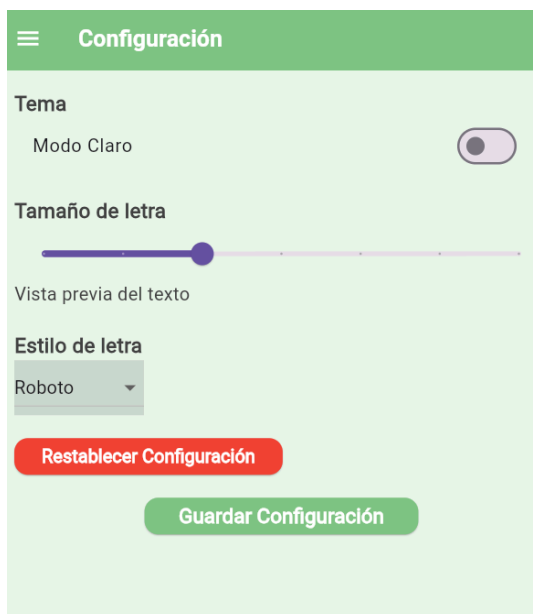 Configuración
Tema
Modo Claro
Tamaño de letra
Vista previa del texto
Estilo de letra
Roboto
Restablecer Configuración
Guardar Configuración